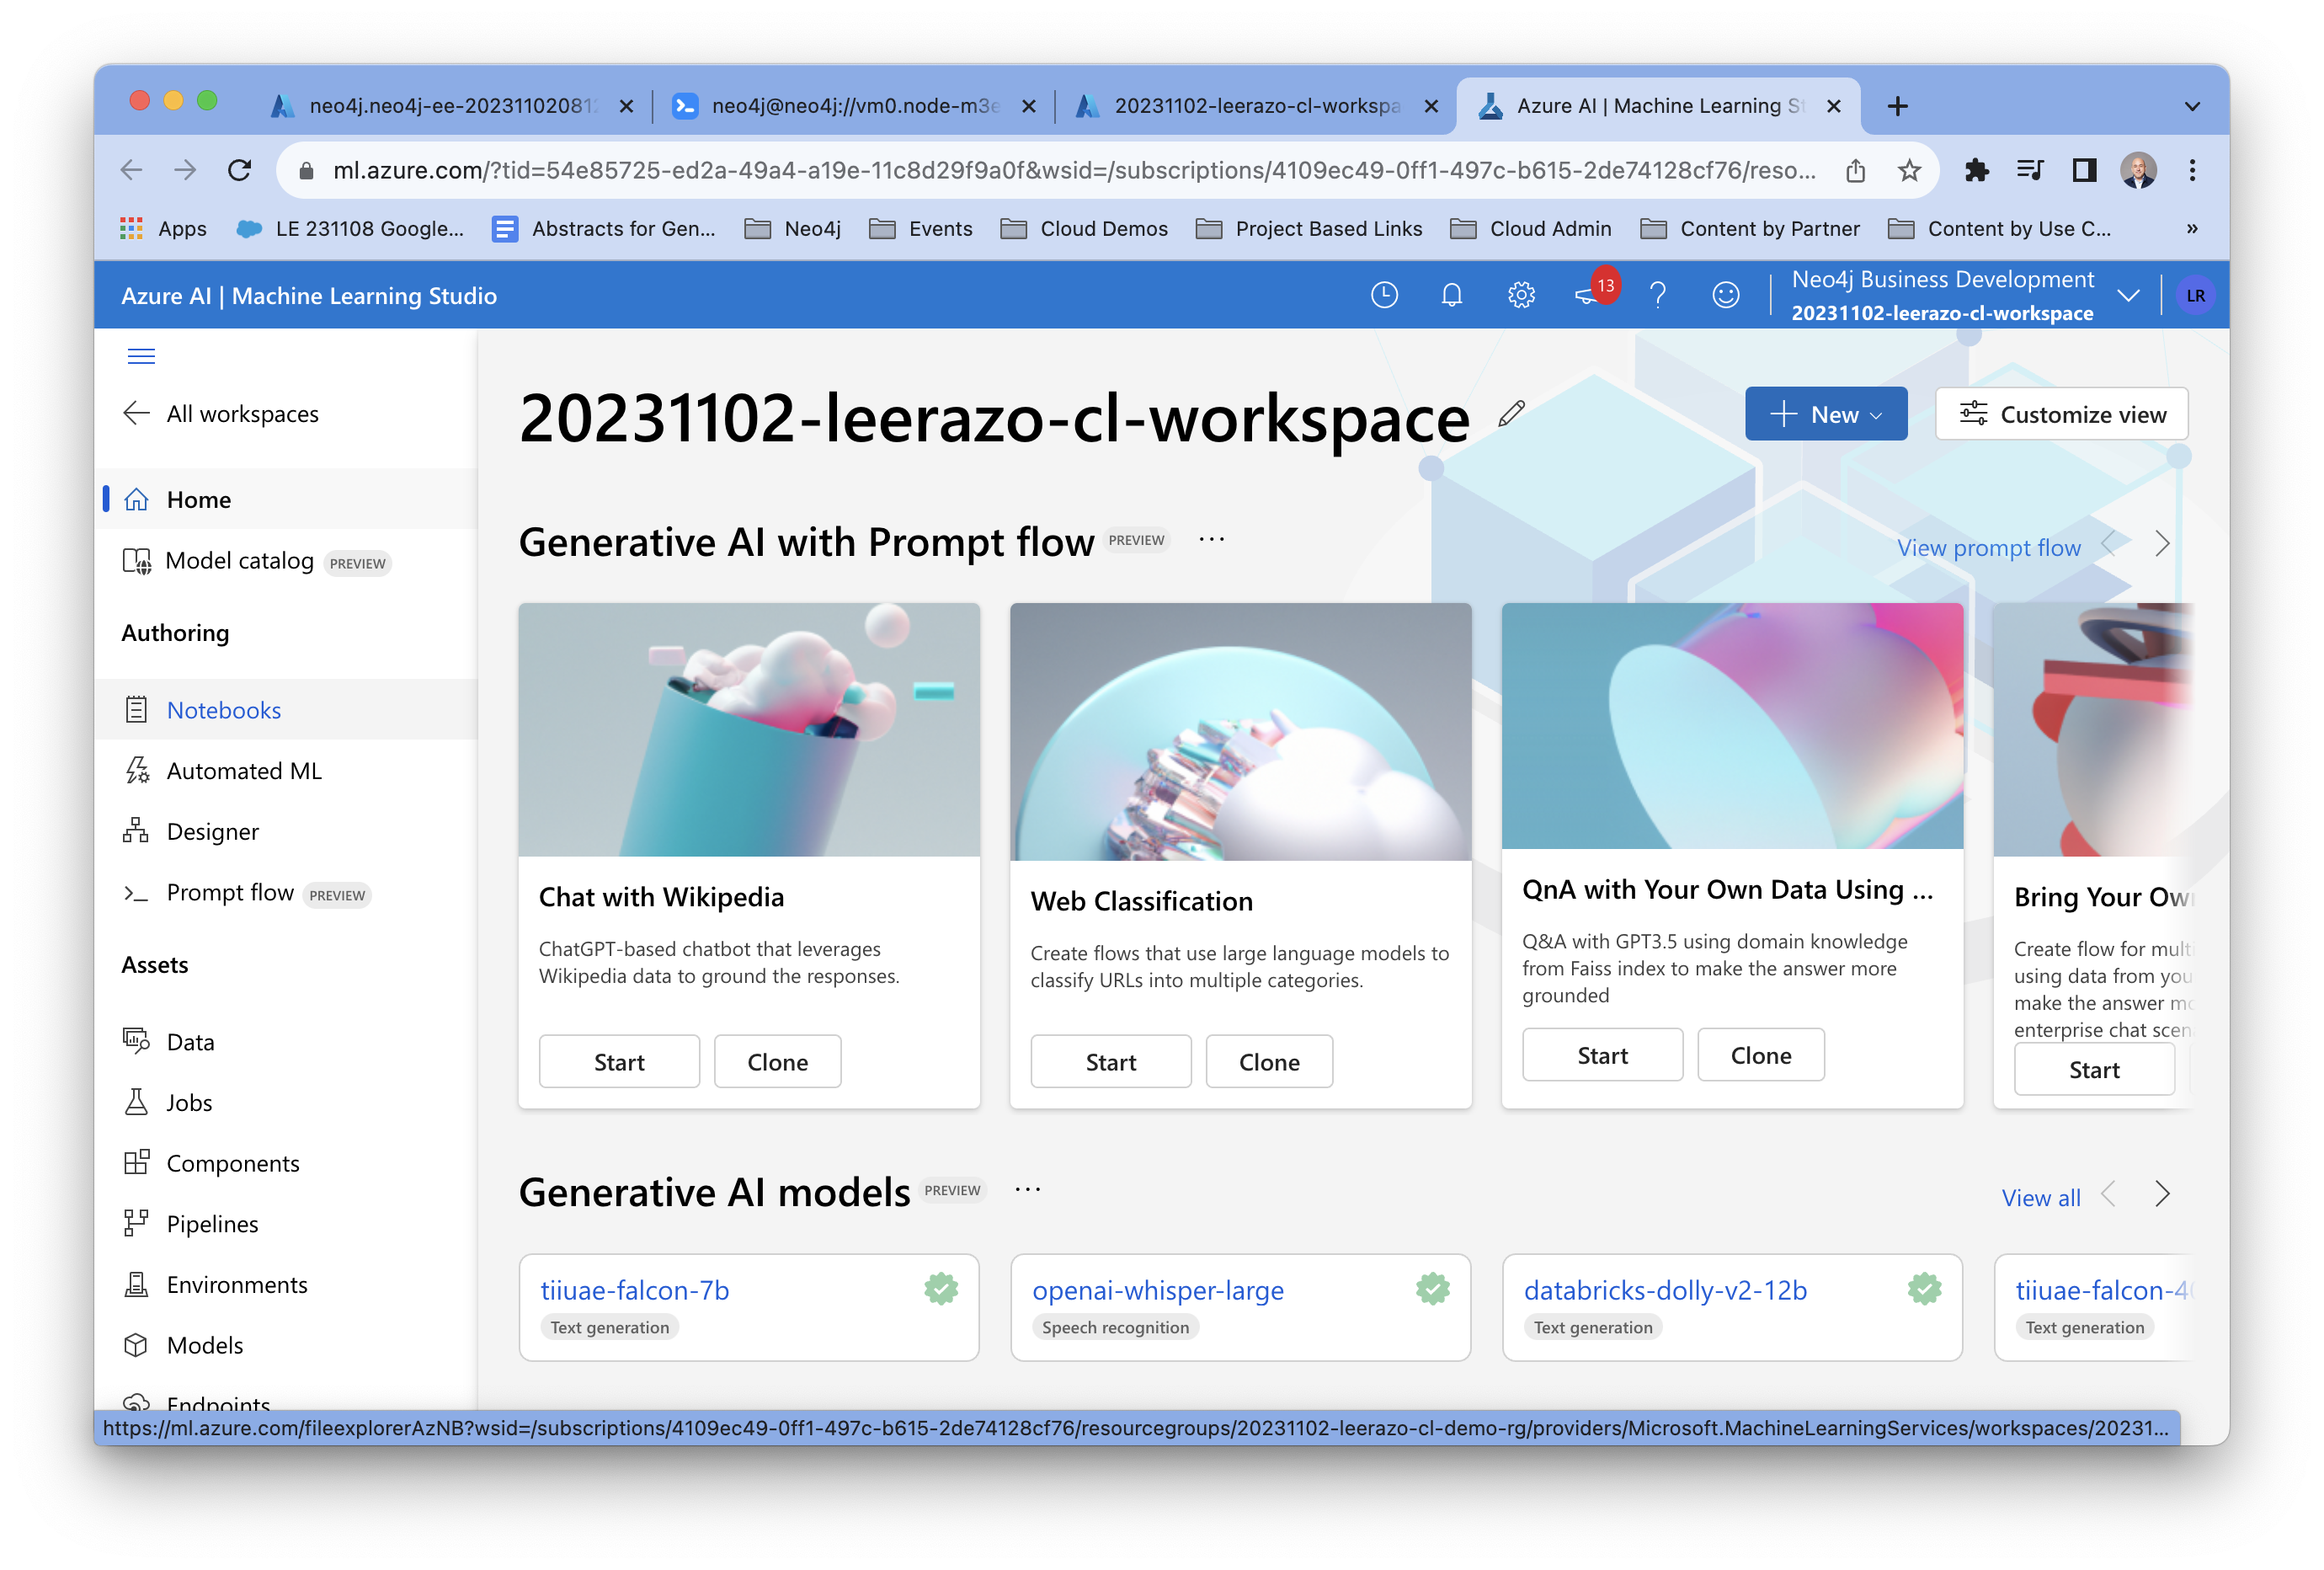 neo4j.neo4j-ee-202311020812
neo4j@neo4j://vm0.node-m3e
20231102-leerazo-cl-workspa
Azure AI | Machine Learning St
ml.azure.com/?tid=54e85725-ed2a-49a4-a19e-11c8d29f9a0f&wsid=/subscriptions/4109ec49-0ff1-497c-b615-2de74128cf76/reso...
Apps
LE 231108 Google...
Abstracts for Gen...
Neo4j
Events
Cloud Demos
Project Based Links
Cloud Admin
Content by Partner
Content by Use C...
»
Azure AI | Machine Learning Studio
13
Neo4j Business Development
20231102-leerazo-cl-workspace
LR
All workspaces
Home
Model catalog PREVIEW
Authoring
Notebooks
Automated ML
Designer
Prompt flow PREVIEW
Assets
Data
Jobs
Components
Pipelines
Environments
Models
Endpoints
20231102-leerazo-cl-workspace
New
Customize view
Generative AI with Prompt flow PREVIEW ...
View prompt flow
Chat with Wikipedia
ChatGPT-based chatbot that leverages
Wikipedia data to ground the responses.
Start
Clone
Web Classification
Create flows that use large language models to
classify URLs into multiple categories.
Start
Clone
QnA with Your Own Data Using ...
Q&A with GPT3.5 using domain knowledge
from Faiss index to make the answer more
grounded
Start
Clone
Bring Your Own
Create flow for mult
using data from you
make the answer mo
enterprise chat scen
Start
Generative AI models PREVIEW ...
View all
tiiuae-falcon-7b
Text generation
openai-whisper-large
Speech recognition
databricks-dolly-v2-12b
Text generation
tiiuae-falcon-40
Text generation
https://ml.azure.com/fileexplorerAzNB?wsid=/subscriptions/4109ec49-0ff1-497c-b615-2de74128cf76/resourcegroups/20231102-leerazo-cl-demo-rg/providers/Microsoft.MachineLearningServices/workspaces/20231...